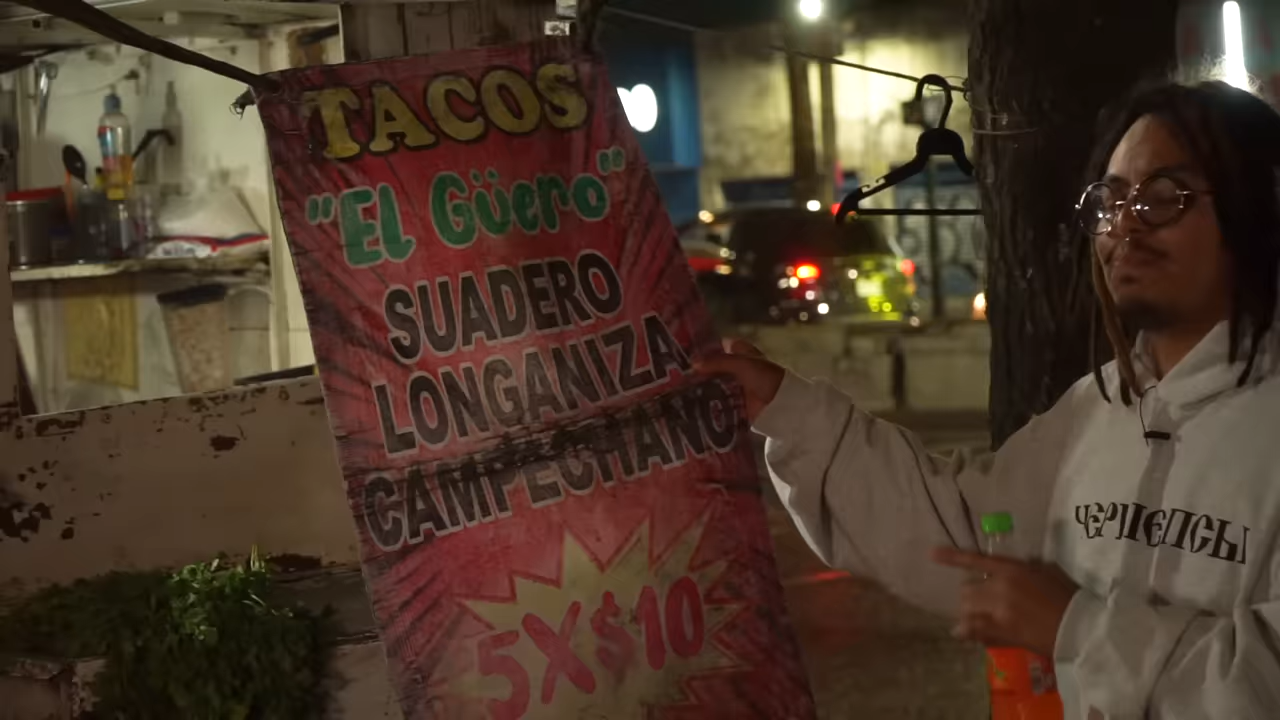 TACOS
"El Güero"
SUADERO
LONGANIZA
CAMPECHANO
5X$10